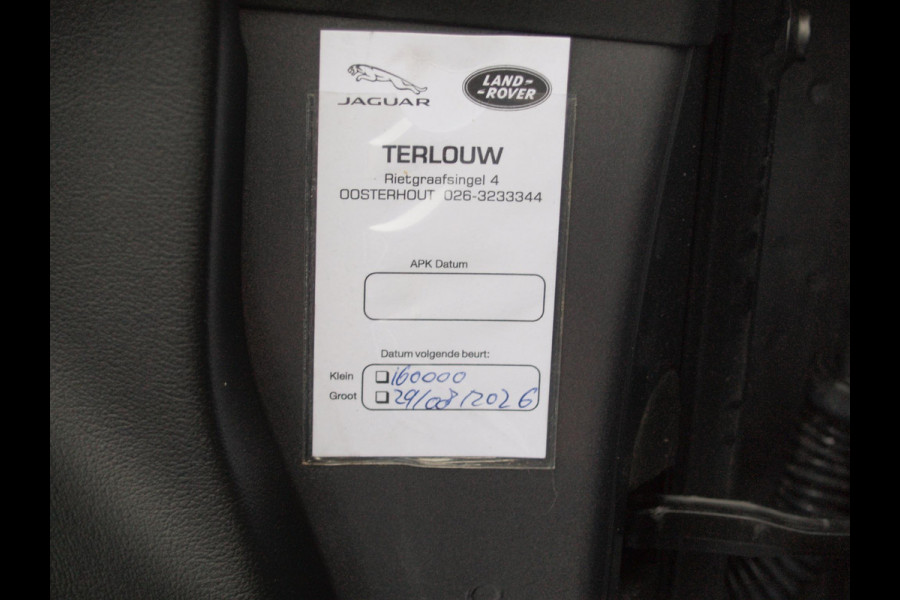 JAGUAR
LAND-
-ROVER
TERLOUW
Rietgraafsingel 4
OOSTERHOUT 026-3233344
APK Datum
Datum volgende beurt:
Klein 160000
Groot 29/08/2026